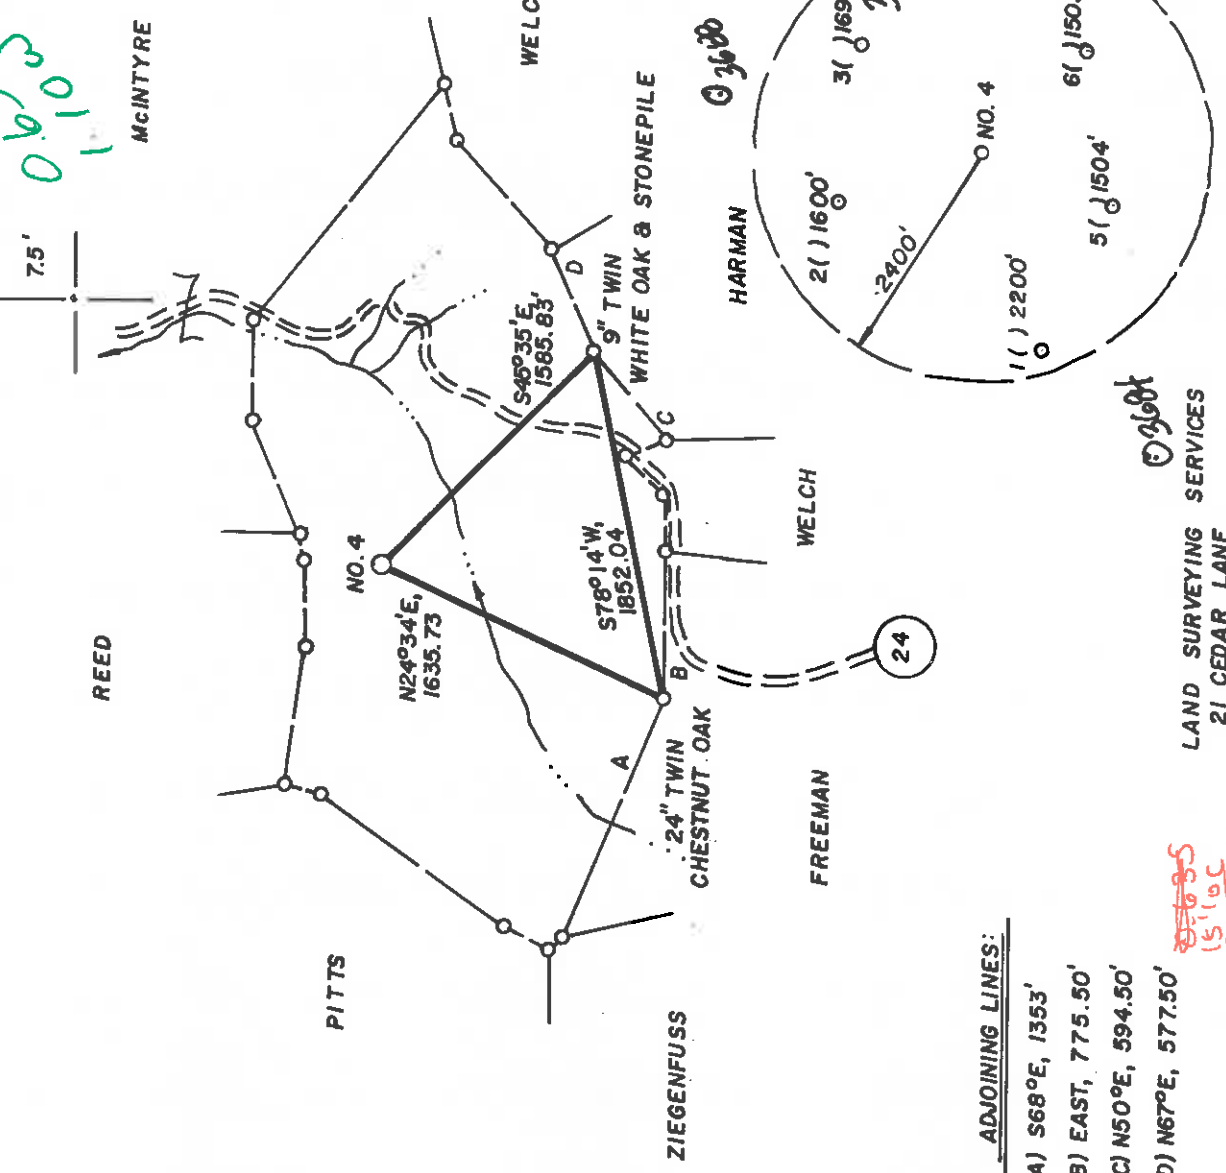 McINTYRE
7.5'
WELC
REED
NO. 4
N24°34'E,
1635.73
S45°35'E,
1585.83'
D
9" TWIN
WHITE OAK & STONEPILE
S78°14'W,
1852.04
C
B
A
24" TWIN
CHESTNUT OAK
WELCH
24
FREEMAN
PITTS
ZIEGENFUSS
HARMAN
3( )169
6( )150
NO. 4
2( )1600'
5( )1504'
2400'
1( ) 2200'
LAND SURVEYING SERVICES
21 CEDAR LANE
ADJOINING LINES:
A) S68°E, 1353'
B) EAST, 775.50'
C) N50°E, 594.50'
D) N67°E, 577.50'